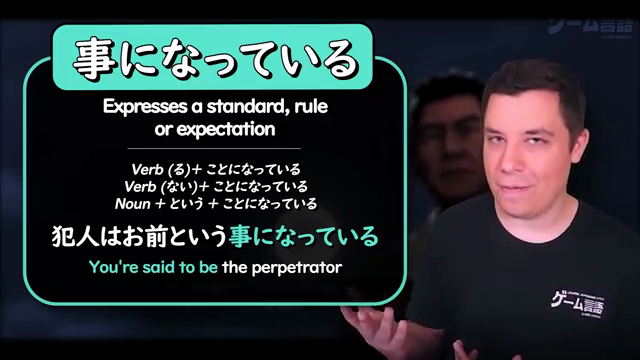 事になっている
Expresses a standard, rule
or expectation
Verb (る)+ ことになっている
Verb (ない)+ ことになっている
Noun + という + ことになっている
犯人はお前という事になっている
You're said to be the perpetrator
ゲーム言語
ゲーム言語